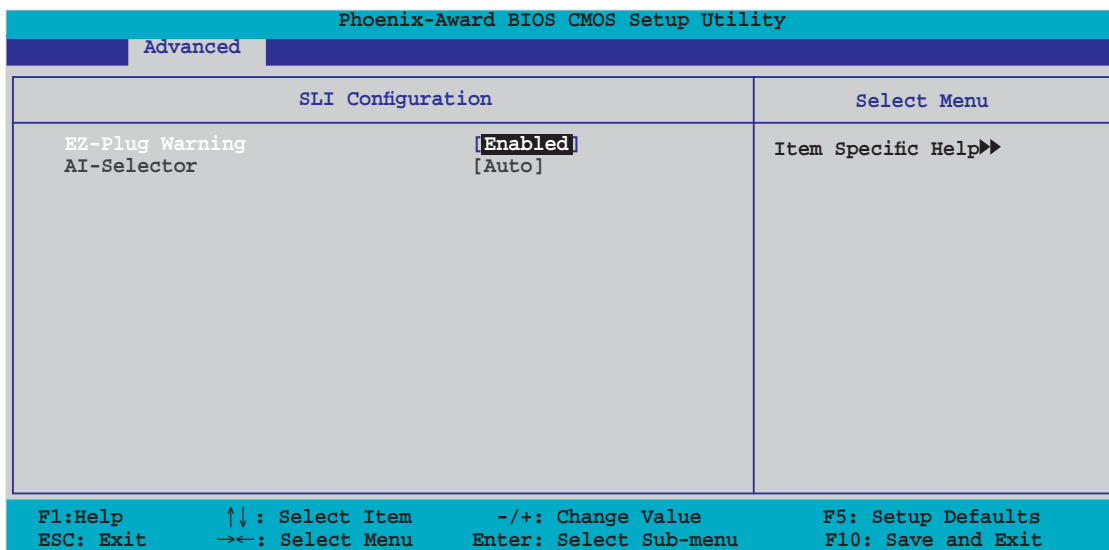 Phoenix-Award BIOS CMOS Setup Utility
Advanced
SLI Configuration
Select Menu
EZ-Plug Warning [Enabled]
Item Specific Help▶▶
AI-Selector [Auto]
F1:Help ↑↓: Select Item -/+: Change Value F5: Setup Defaults
ESC: Exit →←: Select Menu Enter: Select Sub-menu F10: Save and Exit